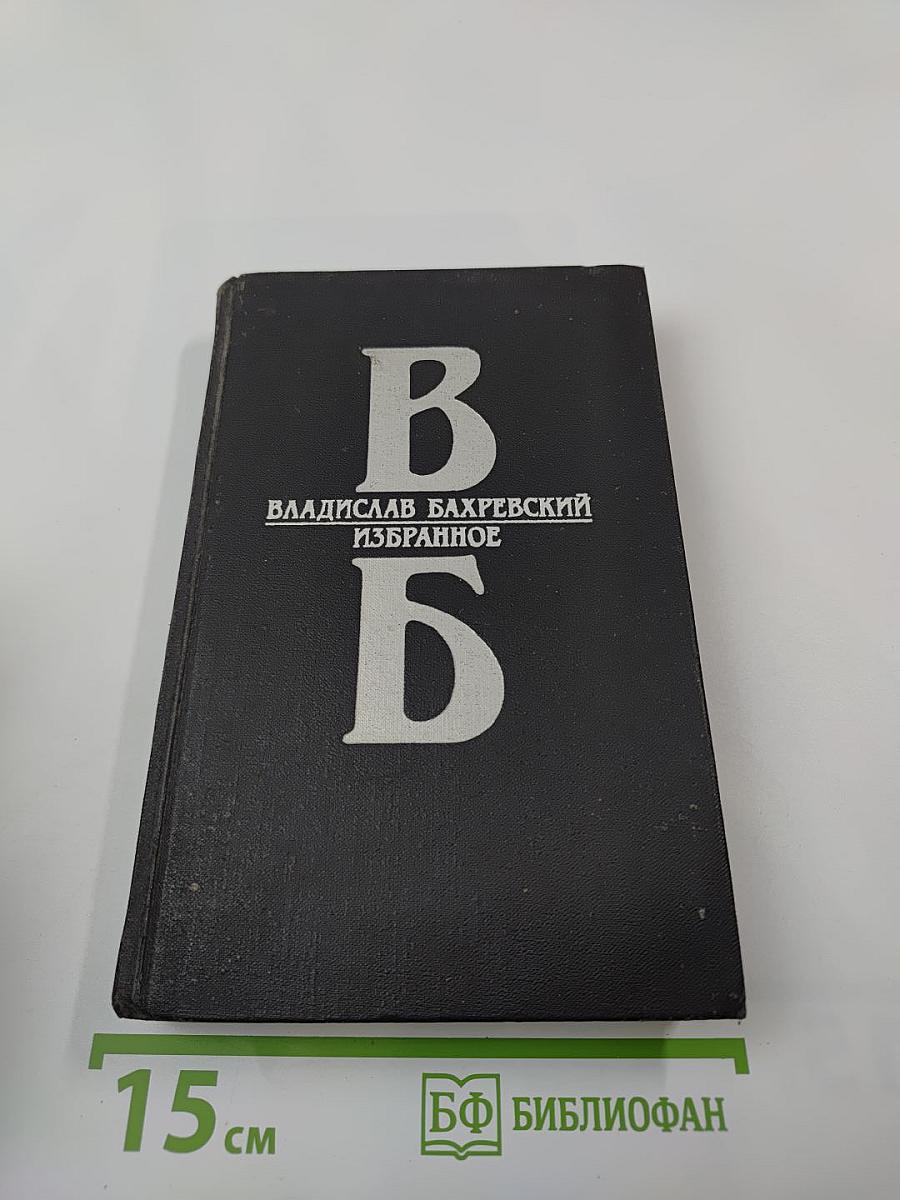 В
ВЛАДИСЛАВ БАХРЕВСКИЙ
ИЗБРАННОЕ
Б
15 см
БФ БИБЛИОФАН